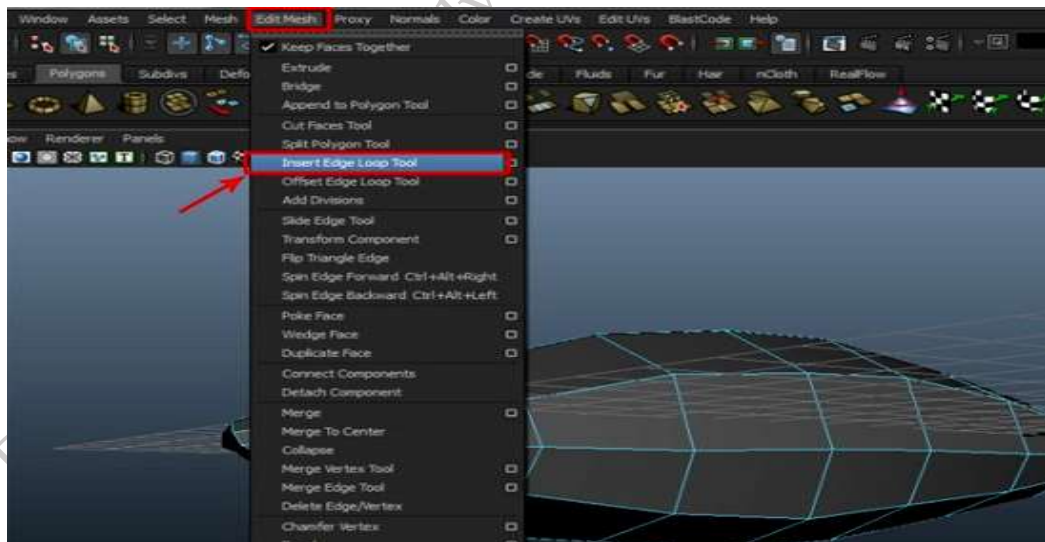 Window Assets Select Mesh Edit Mesh Proxy Normals Color Create UVs Edit UVs BlastCode Help
Polygons Subdivs Defo Fluids Fur Hair nCloth RealFlow
Renderer Panels
Keep Faces Together
Extrude
Bridge
Append to Polygon Tool
Cut Faces Tool
Split Polygon Tool
Insert Edge Loop Tool
Offset Edge Loop Tool
Add Divisions
Slide Edge Tool
Transform Component
Flip Triangle Edge
Spin Edge Forward Ctrl+Alt+Right
Spin Edge Backward Ctrl+Alt+Left
Poke Face
Wedge Face
Duplicate Face
Connect Components
Detach Component
Merge
Merge To Center
Collapse
Merge Vertex Tool
Merge Edge Tool
Delete Edge/Vertex
Chamfer Vertex